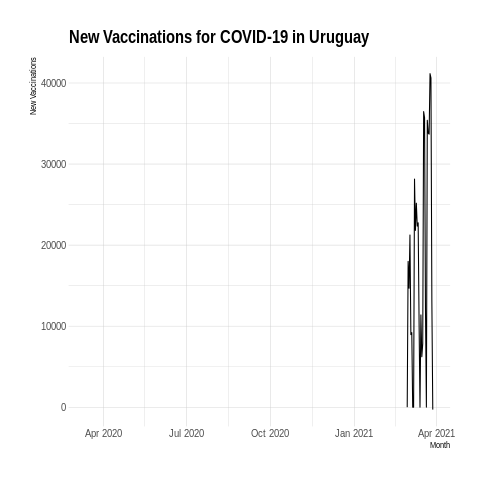 New Vaccinations for COVID-19 in Uruguay
New Vaccinations
40000
30000
20000
10000
0
Apr 2020 Jul 2020 Oct 2020 Jan 2021 Apr 2021
Month